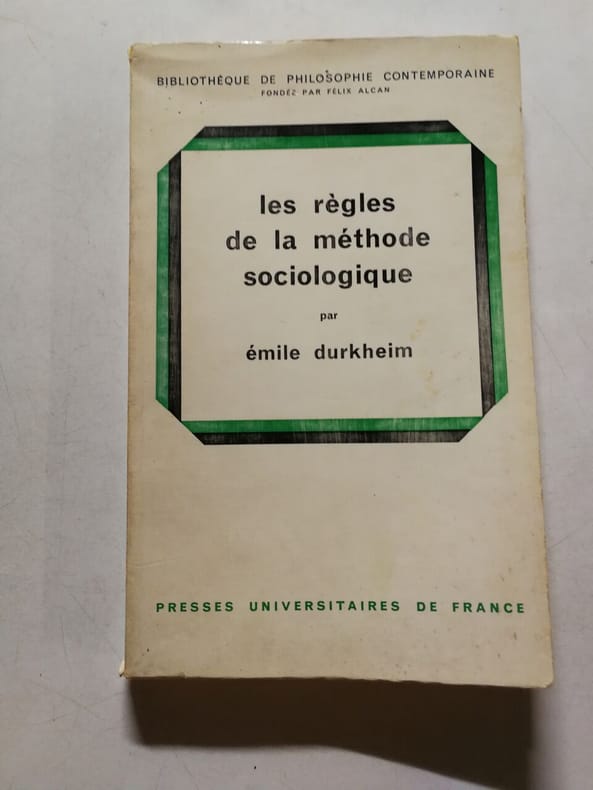 BIBLIOTHÈQUE DE PHILOSOPHIE CONTEMPORAINE
FONDÉE PAR FÉLIX ALCAN
les règles
de la méthode
sociologique
par
émile durkheim
PRESSES UNIVERSITAIRES DE FRANCE